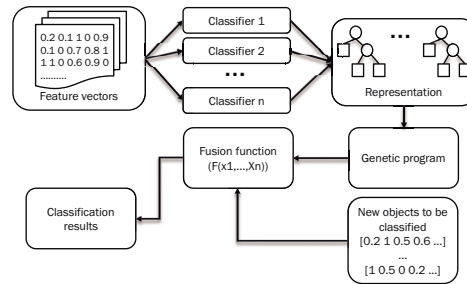 0.2 0.1 1 0 0.9
0.1 0 0.7 0.8 1
1 1 0 0.6 0.9 0
..........
Feature vectors
Classifier 1
Classifier 2
...
Classifier n
...
Representation
Fusion function
(F(x1,...,Xn))
Genetic program
Classification
results
New objects to be
classified
[0.2 1 0.5 0.6 ...]
...
[1 0.5 0 0.2 ...]